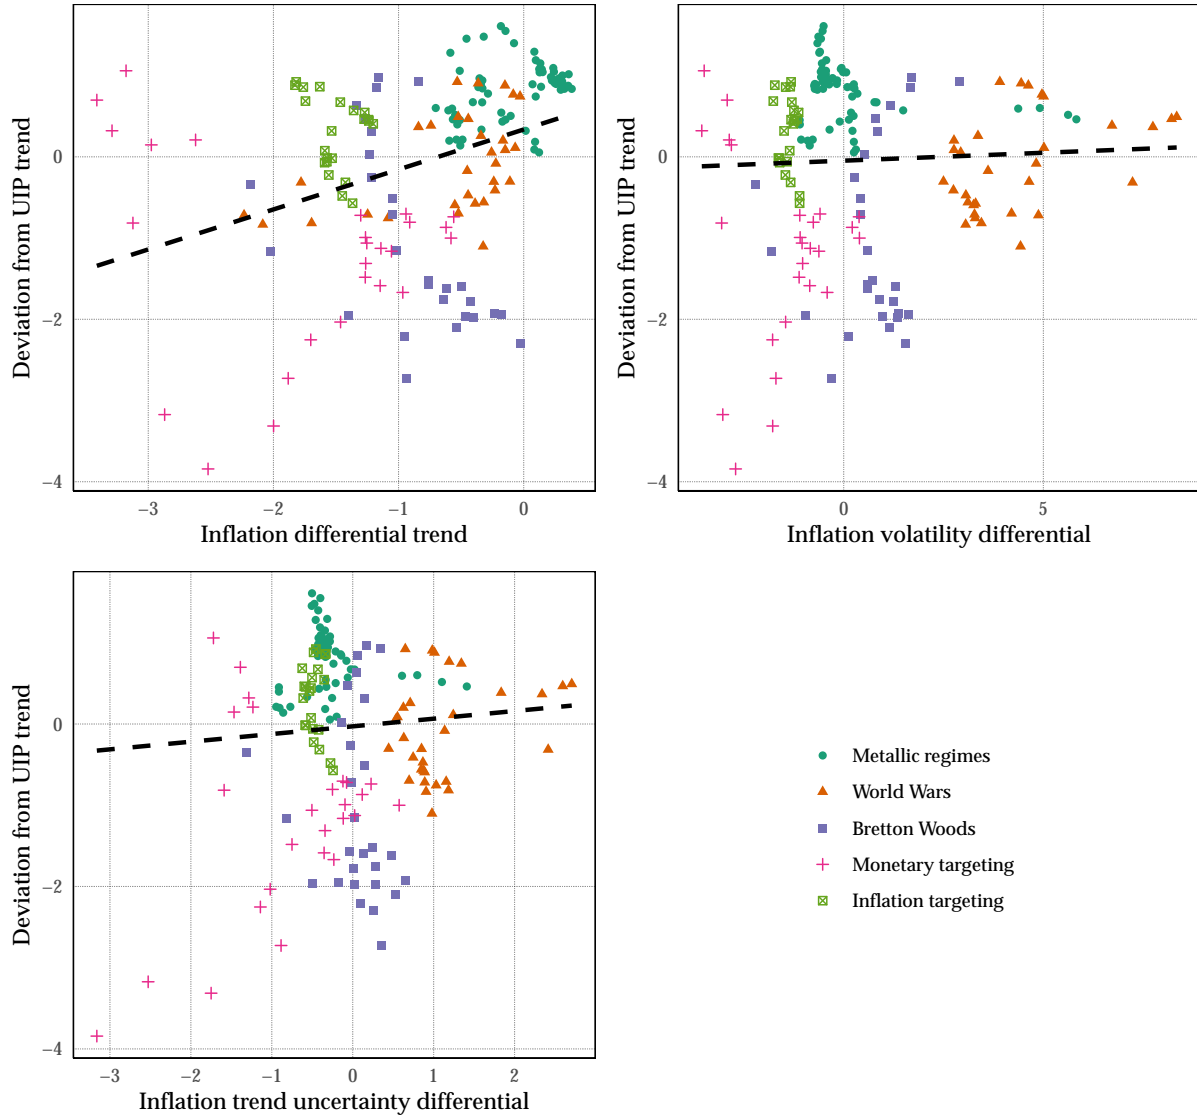 Deviation from UIP trend
0
−2
−4
−3
−2
−1
0
Inflation differential trend
Deviation from UIP trend
0
−2
−4
0
5
Inflation volatility differential
Deviation from UIP trend
0
−2
−4
−3
−2
−1
0
1
2
Inflation trend uncertainty differential
Metallic regimes
World Wars
Bretton Woods
Monetary targeting
Inflation targeting